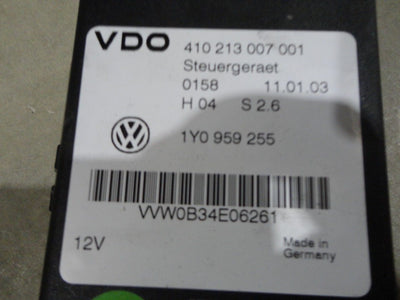 VDO 410 213 007 001
Steuergeraet
0158 11.01.03
H 04 S 2.6
1Y0 959 255
VVW0B34E06261
12V Made in
Germany